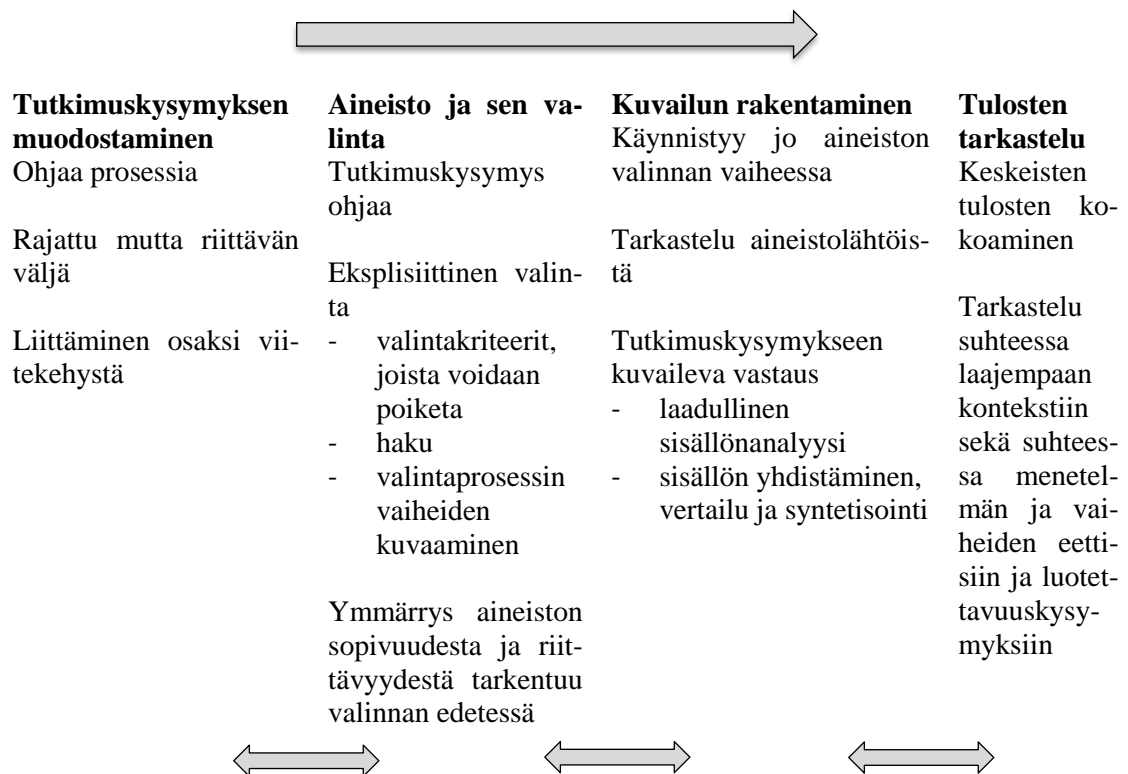 Tutkimuskysymyksen
muodostaminen
Ohjaa prosessia
Rajattu mutta riittävän
väljä
Liittäminen osaksi vii-
tekehystä
Aineisto ja sen va-
linta
Tutkimuskysymys
ohjaa
Eksplisiittinen valin-
ta
- valintakriteerit,
joista voidaan
poiketa
- haku
- valintaprosessin
vaiheiden
kuvaaminen
Ymmärrys aineiston
sopivuudesta ja riit-
tävyydestä tarkentuu
valinnan edetessä
Kuvailun rakentaminen
Käynnistyy jo aineiston
valinnan vaiheessa
Tarkastelu aineistolähtöis-
tä
Tutkimuskysymykseen
kuvaileva vastaus
- laadullinen
sisällönanalyysi
- sisällön yhdistäminen,
vertailu ja syntetisointi
Tulosten
tarkastelu
Keskeisten
tulosten ko-
koaminen
Tarkastelu
suhteessa
laajempaan
kontekstiin
sekä suhtees-
sa menetel-
män ja vai-
heiden eetti-
siin ja luotet-
tavuuskysy-
myksiin